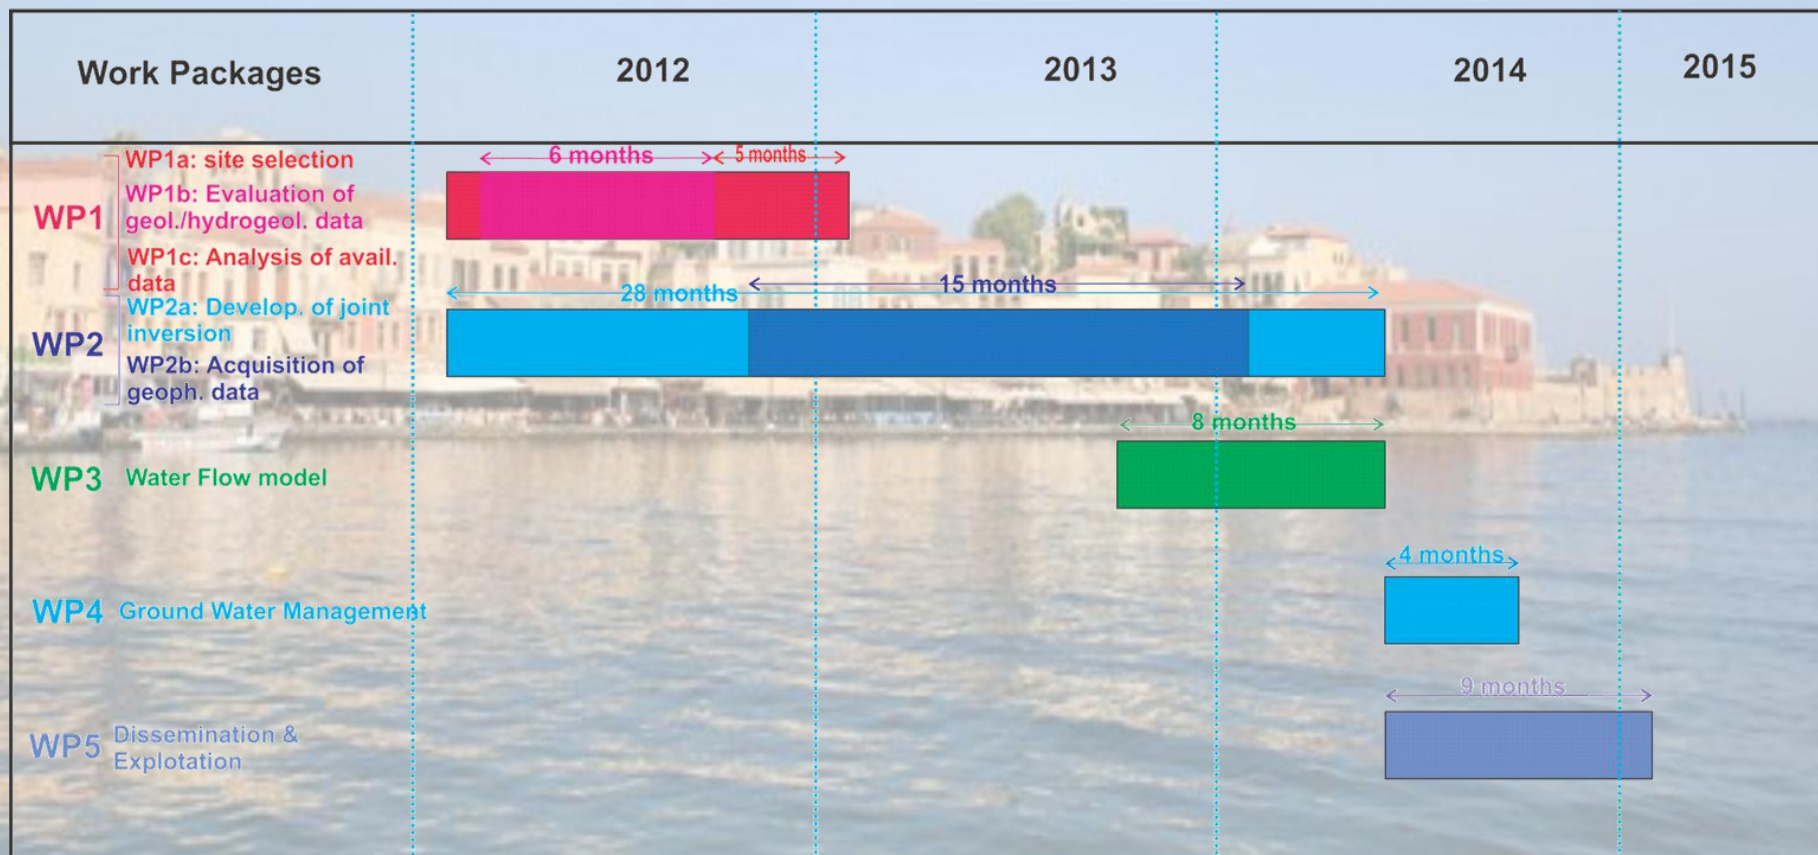 Work Packages 2012 2013 2014 2015
WP1a: site selection
6 months 5 months
WP1
WP1b: Evaluation of
geol./hydrogeol. data
WP1c: Analysis of avail.
data
28 months 15 months
WP2
WP2a: Develop. of joint
inversion
WP2b: Acquisition of
geoph. data
8 months
WP3 Water Flow model
4 months
WP4 Ground Water Management
9 months
WP5 Dissemination &
Explotation